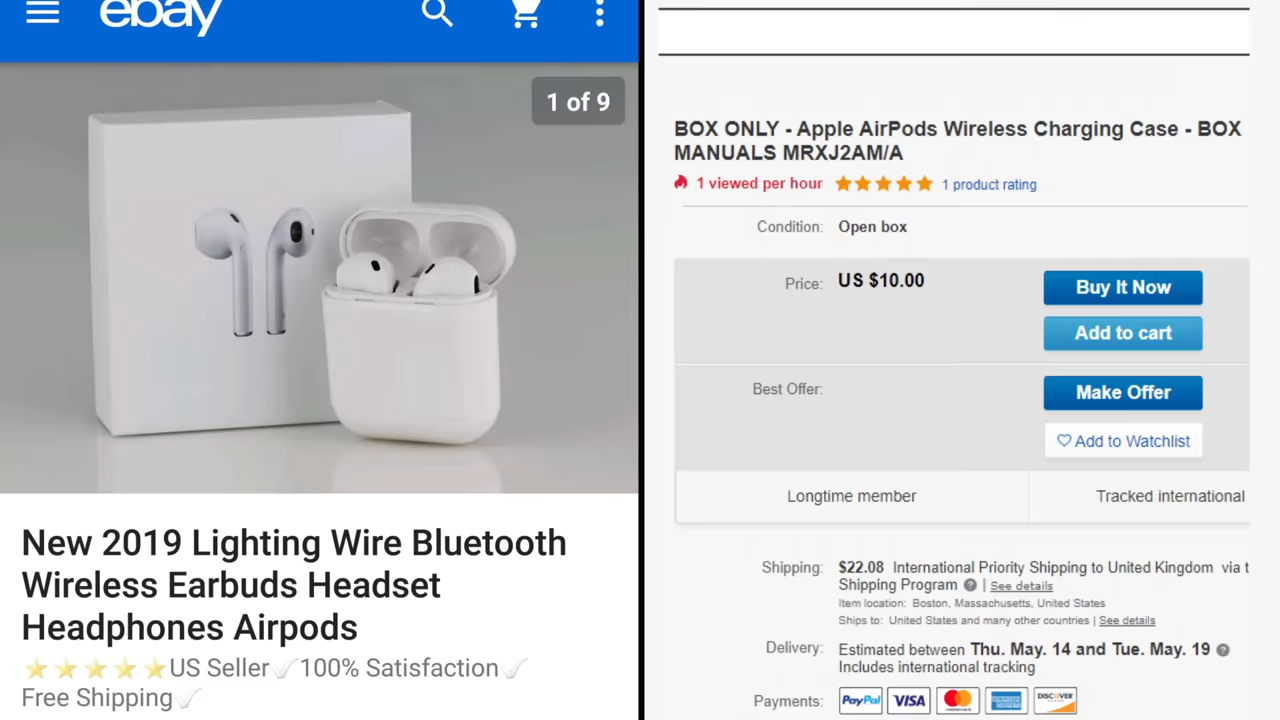 ebay
1 of 9
New 2019 Lighting Wire Bluetooth
Wireless Earbuds Headset
Headphones Airpods
US Seller 100% Satisfaction
Free Shipping
BOX ONLY - Apple AirPods Wireless Charging Case - BOX
MANUALS MRXJ2AM/A
1 viewed per hour 1 product rating
Condition: Open box
Price: US $10.00
Buy It Now
Add to cart
Best Offer:
Make Offer
Add to Watchlist
Longtime member
Tracked international
Shipping: $22.08 International Priority Shipping to United Kingdom via t
Shipping Program ? | See details
Item location: Boston, Massachusetts, United States
Ships to: United States and many other countries | See details
Delivery: Estimated between Thu. May. 14 and Tue. May. 19 ?
Includes international tracking
Payments: PayPal VISA mastercard AMERICAN EXPRESS DISCOVER